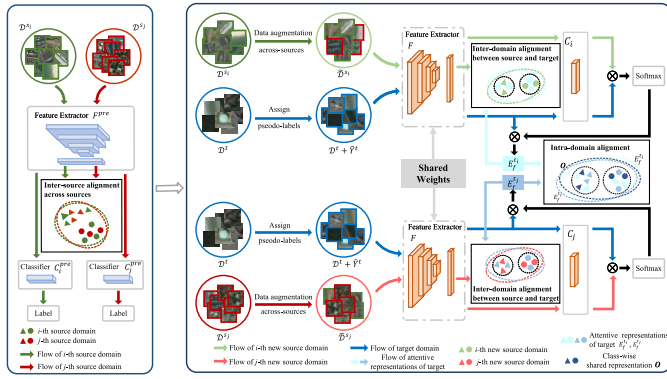 𝒟^{s_i}
𝒟^{s_j}
Feature Extractor F^{pre}
Inter-source alignment
across sources
Classifier C_i^{pre}
Classifier C_j^{pre}
Label
Label
i-th source domain
j-th source domain
Flow of i-th source domain
Flow of j-th source domain
Data augmentation
across-sources
𝒟^{s_i}
𝒟̃^{s_i}
Assign
pseudo-labels
𝒟^t
𝒟^t + Ŷ^t
Feature Extractor
F
Inter-domain alignment
between source and target
C_i
Softmax
Shared
Weights
E_f^{t_i}
E_f^{t_j}
Intra-domain alignment
O
E_f^{t_i}
E_f^{t_j}
Assign
pseudo-labels
𝒟^t
𝒟^t + Ŷ^t
Feature Extractor
F
Inter-domain alignment
between source and target
C_j
Softmax
Data augmentation
across-sources
𝒟^{s_j}
𝒟̃^{s_j}
Flow of i-th new source domain
Flow of j-th new source domain
Flow of target domain
Flow of attentive
representations of target
i-th new source domain
j-th new source domain
Attentive representations
of target E_f^{t_i}, E_f^{t_j}
Class-wise
shared representation O